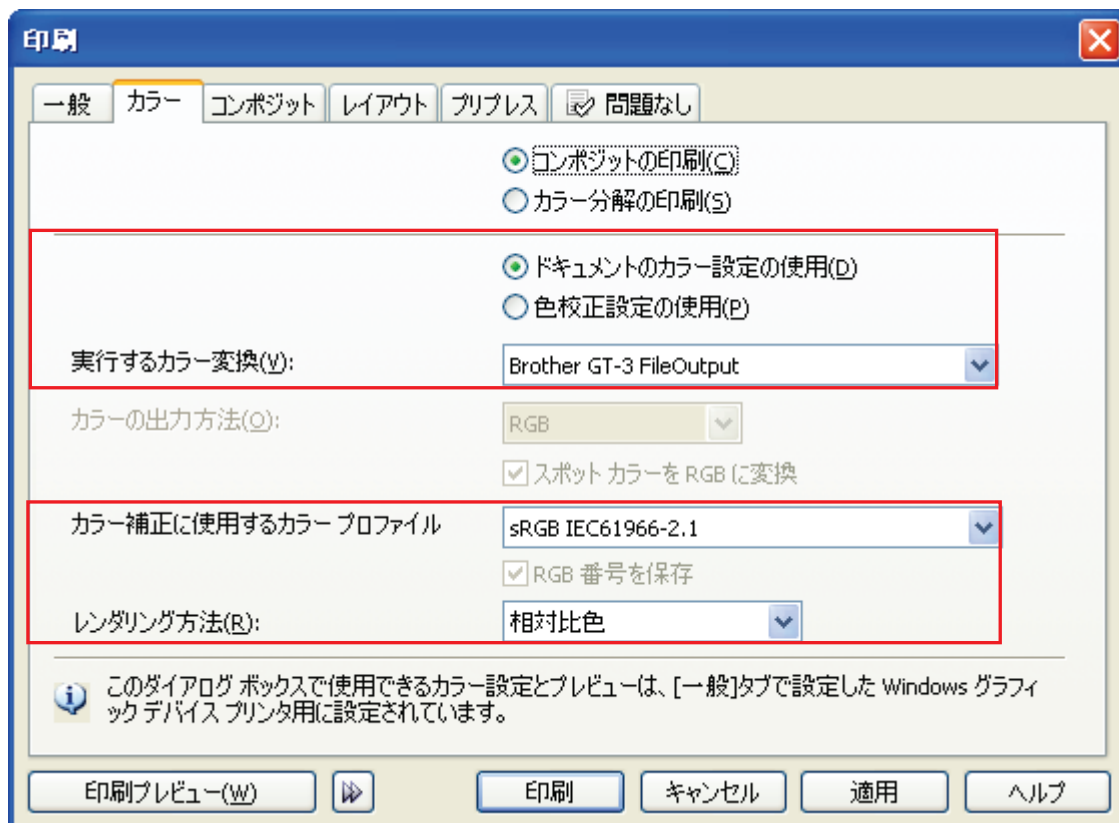 印刷
一般 カラー コンポジット レイアウト プリプレス 問題なし
コンポジットの印刷(C)
カラー分解の印刷(S)
ドキュメントのカラー設定の使用(D)
色校正設定の使用(P)
実行するカラー変換(V): Brother GT-3 FileOutput
カラーの出力方法(O): RGB
スポット カラーを RGB に変換
カラー補正に使用するカラー プロファイル sRGB IEC61966-2.1
RGB 番号を保存
レンダリング方法(R): 相対比色
このダイアログ ボックスで使用できるカラー設定とプレビューは、[一般]タブで設定した Windows グラフィ
ック デバイス プリンタ用に設定されています。
印刷プレビュー(W) 印刷 キャンセル 適用 ヘルプ